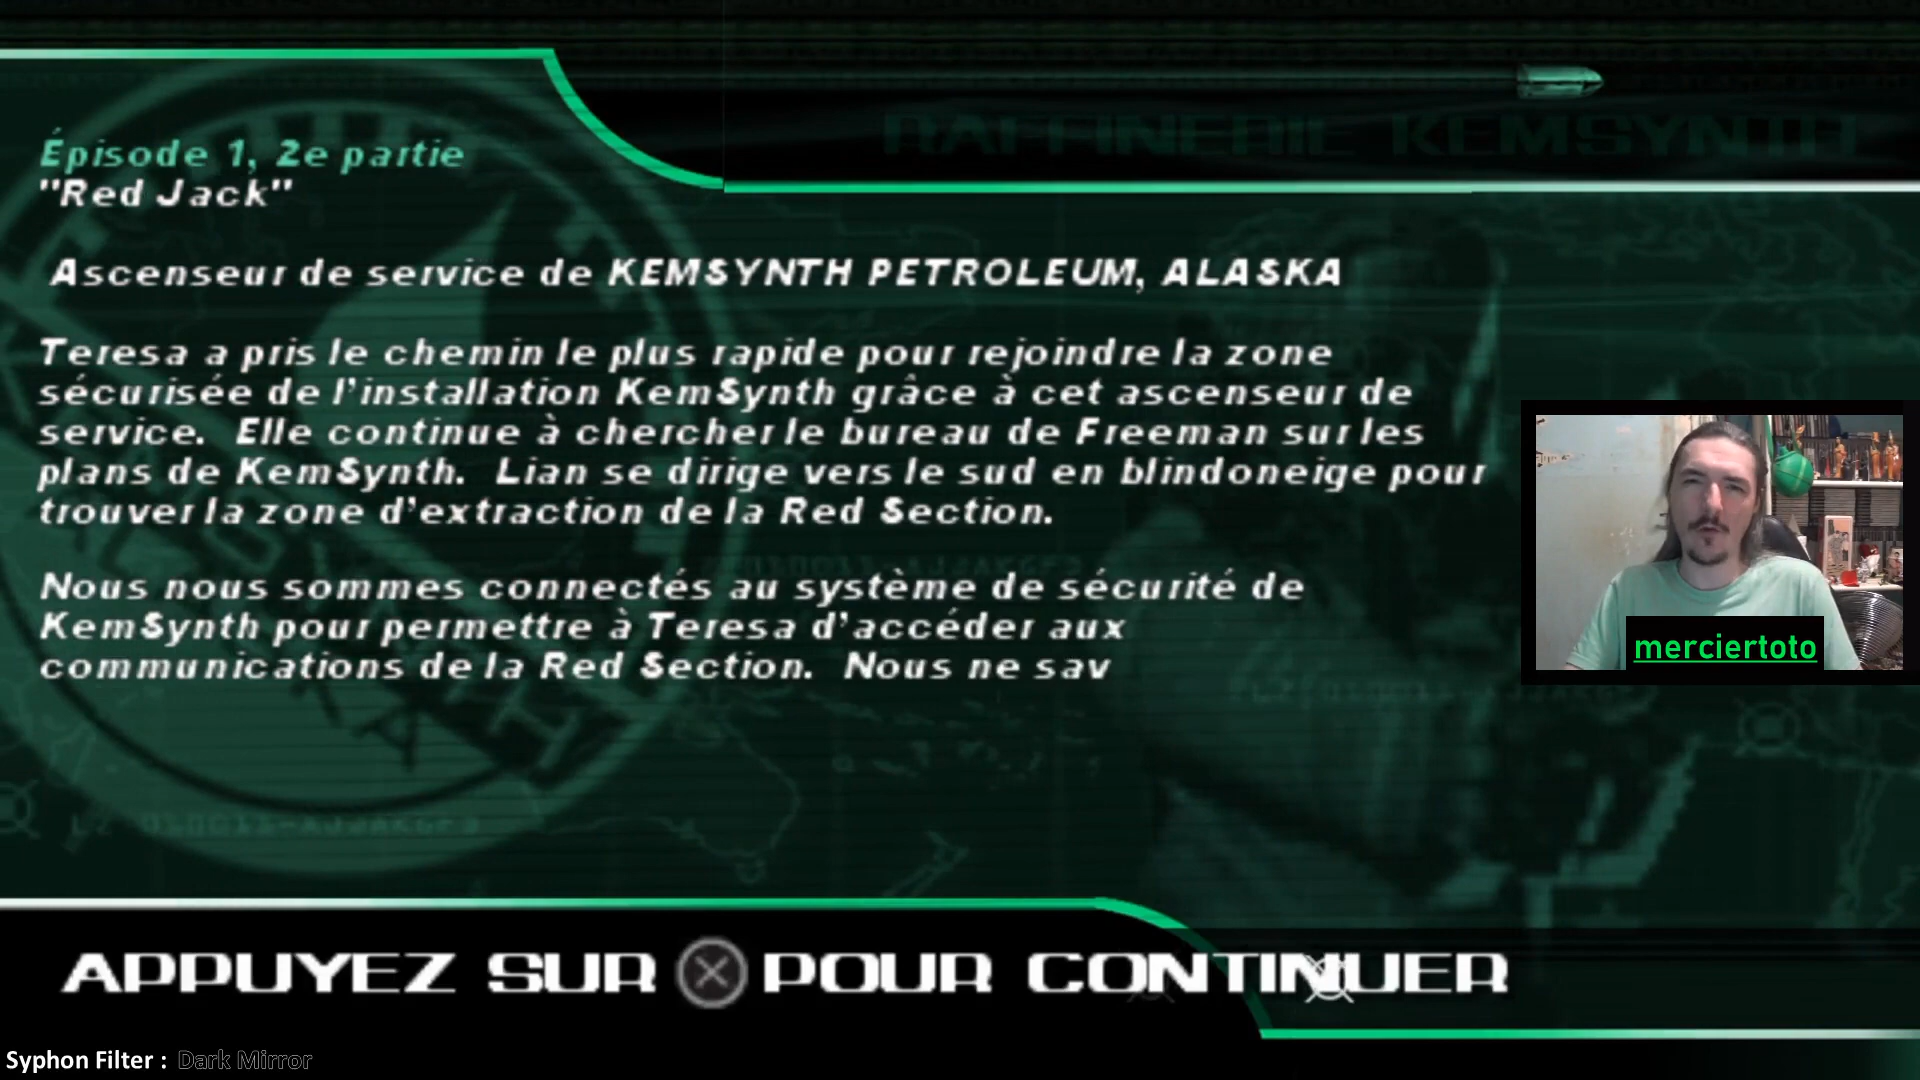 RAFFINERIE KEMSYNTH
Épisode 1, 2e partie
"Red Jack"
Ascenseur de service de KEMSYNTH PETROLEUM, ALASKA
Teresa a pris le chemin le plus rapide pour rejoindre la zone
sécurisée de l'installation KemSynth grâce à cet ascenseur de
service. Elle continue à chercher le bureau de Freeman sur les
plans de KemSynth. Lian se dirige vers le sud en blindoneige pour
trouver la zone d'extraction de la Red Section.
Nous nous sommes connectés au système de sécurité de
KemSynth pour permettre à Teresa d'accéder aux
communications de la Red Section. Nous ne sav
merciertoto
APPUYEZ SUR POUR CONTINUER
Syphon Filter : Dark Mirror